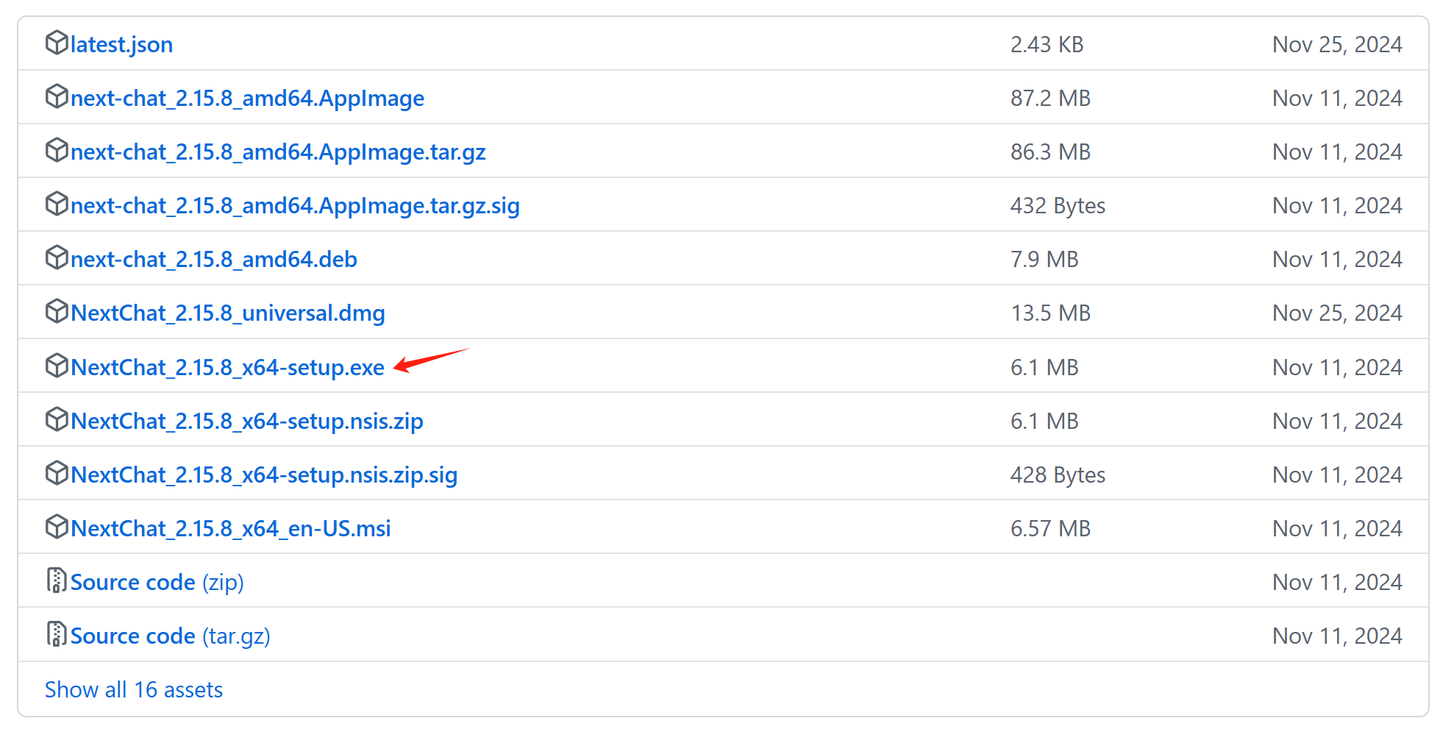 latest.json 2.43 KB Nov 25, 2024
next-chat_2.15.8_amd64.AppImage 87.2 MB Nov 11, 2024
next-chat_2.15.8_amd64.AppImage.tar.gz 86.3 MB Nov 11, 2024
next-chat_2.15.8_amd64.AppImage.tar.gz.sig 432 Bytes Nov 11, 2024
next-chat_2.15.8_amd64.deb 7.9 MB Nov 11, 2024
NextChat_2.15.8_universal.dmg 13.5 MB Nov 25, 2024
NextChat_2.15.8_x64-setup.exe 6.1 MB Nov 11, 2024
NextChat_2.15.8_x64-setup.nsis.zip 6.1 MB Nov 11, 2024
NextChat_2.15.8_x64-setup.nsis.zip.sig 428 Bytes Nov 11, 2024
NextChat_2.15.8_x64_en-US.msi 6.57 MB Nov 11, 2024
Source code (zip) Nov 11, 2024
Source code (tar.gz) Nov 11, 2024
Show all 16 assets